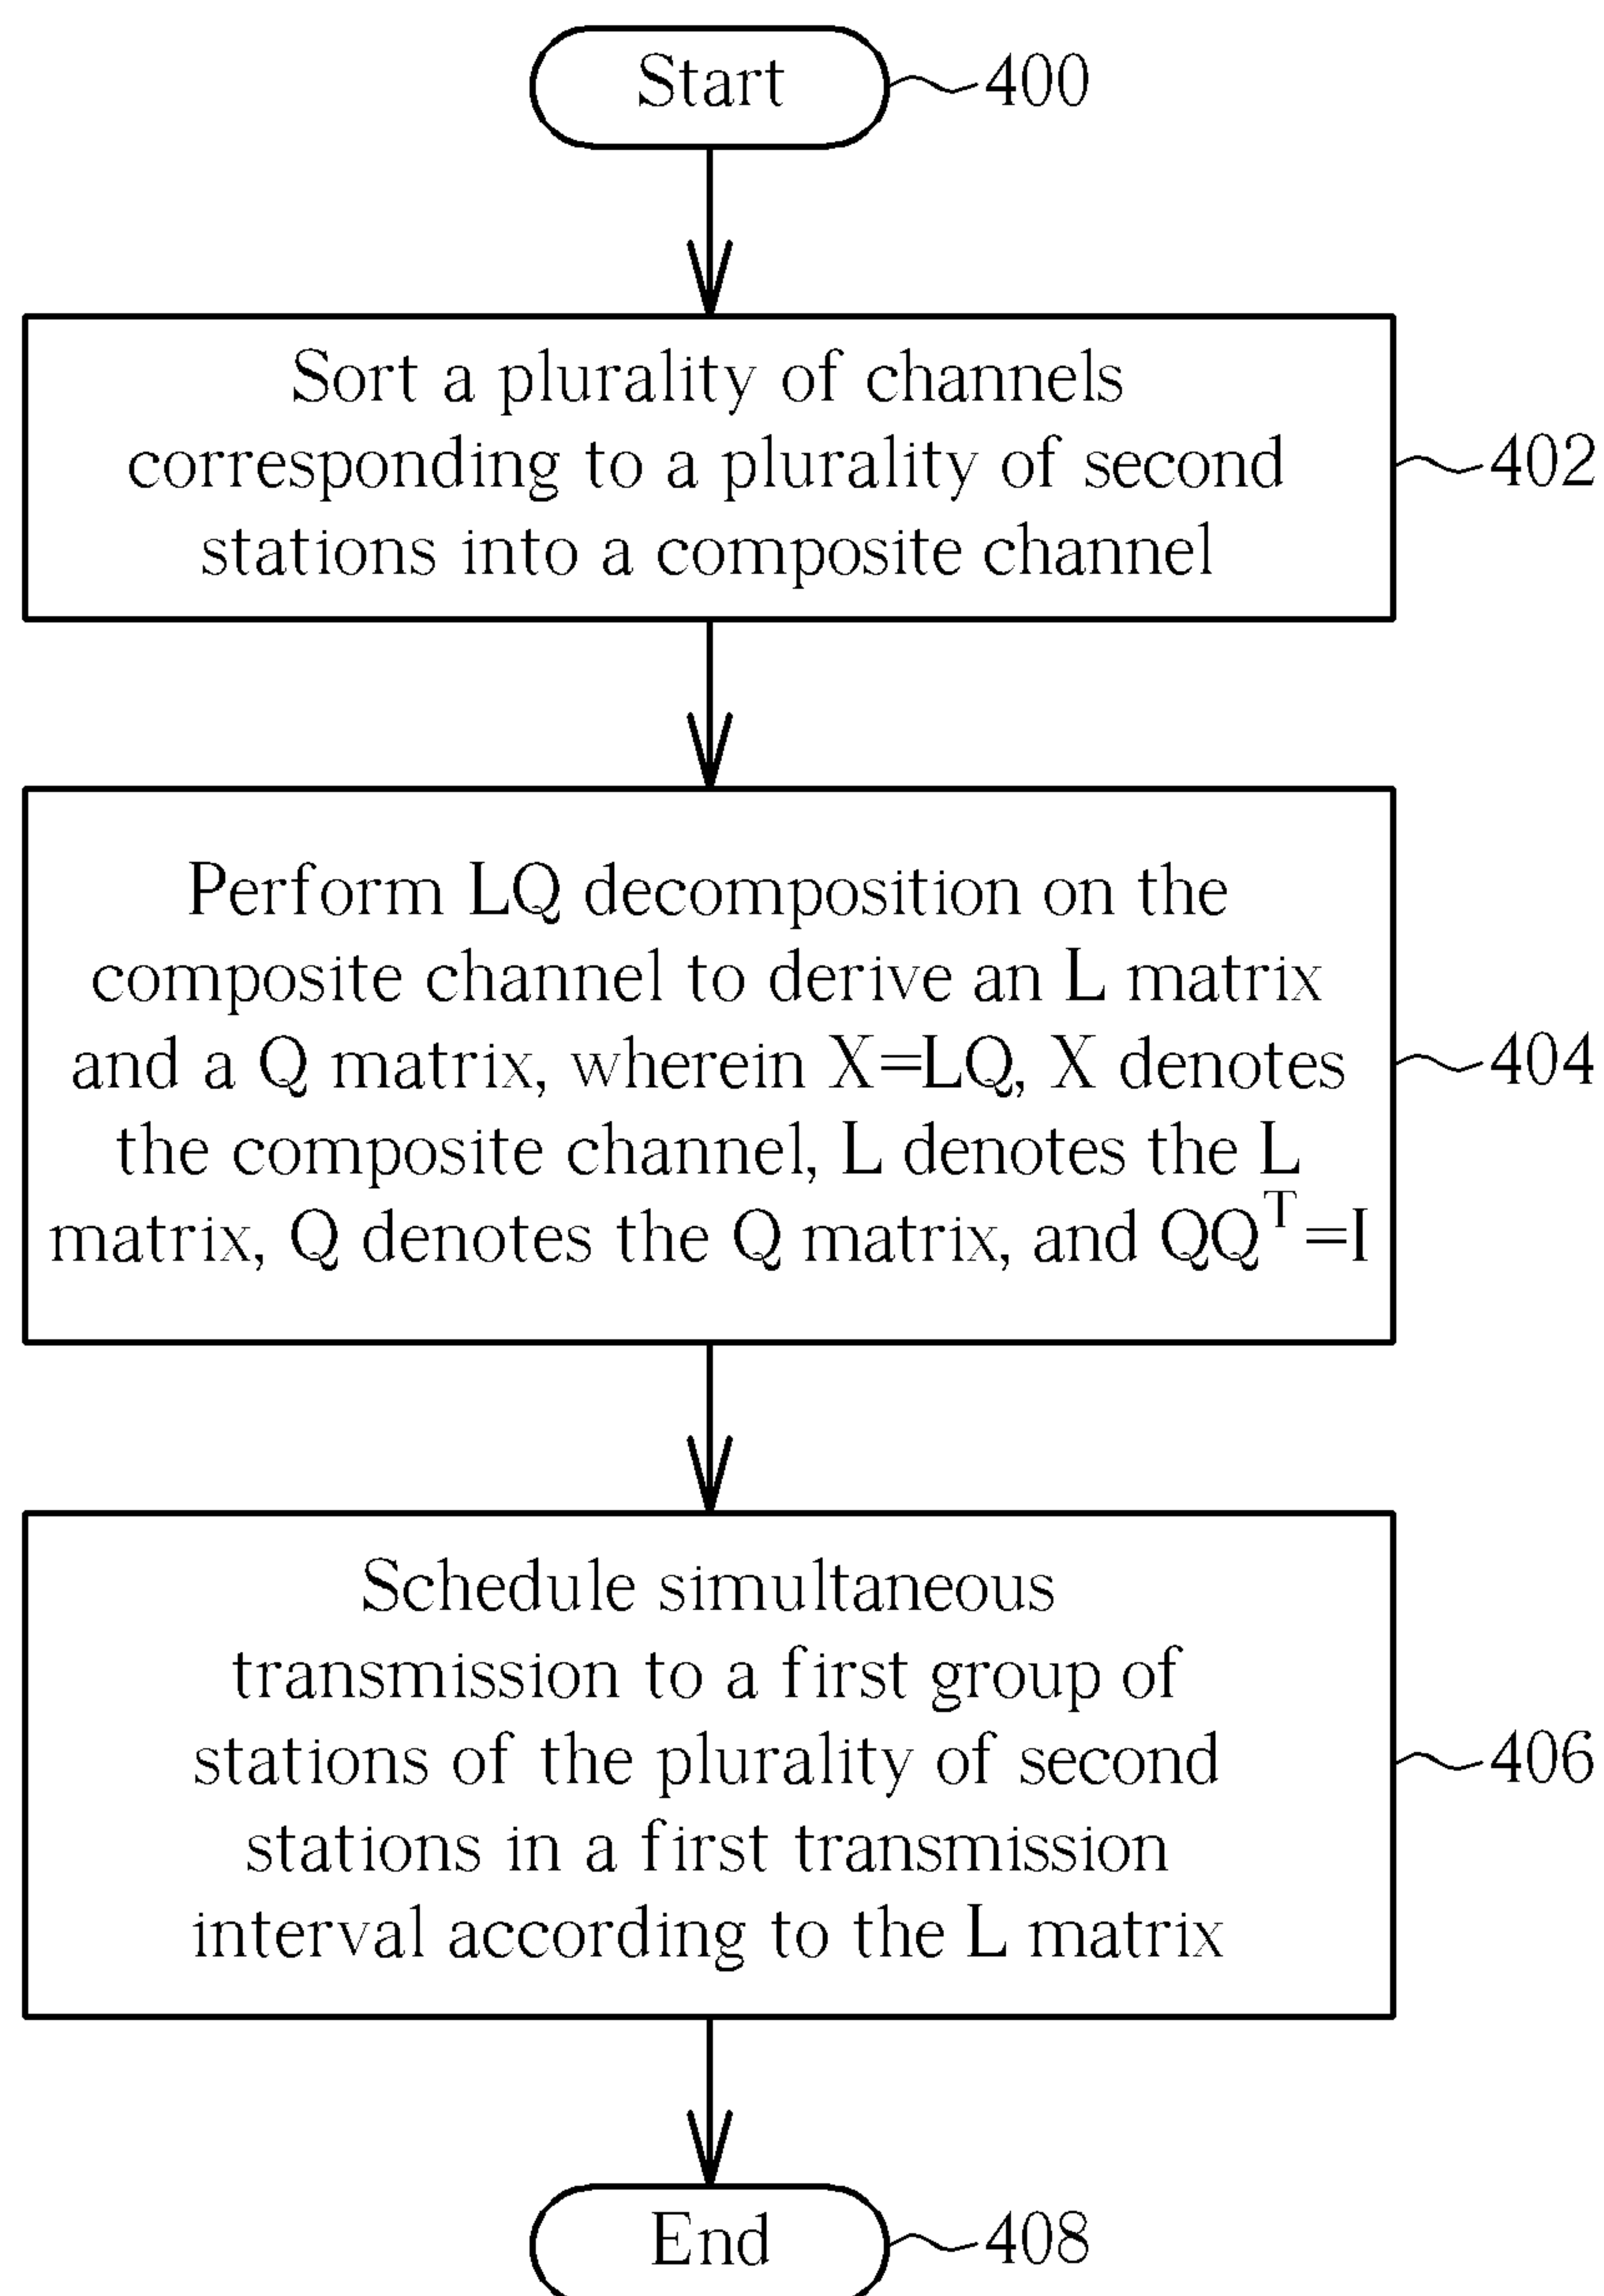 Start
400
Sort a plurality of channels
corresponding to a plurality of second
stations into a composite channel
402
Perform LQ decomposition on the
composite channel to derive an L matrix
and a Q matrix, wherein X=LQ, X denotes
the composite channel, L denotes the L
matrix, Q denotes the Q matrix, and QQ^T=I
404
Schedule simultaneous
transmission to a first group of
stations of the plurality of second
stations in a first transmission
interval according to the L matrix
406
End
408